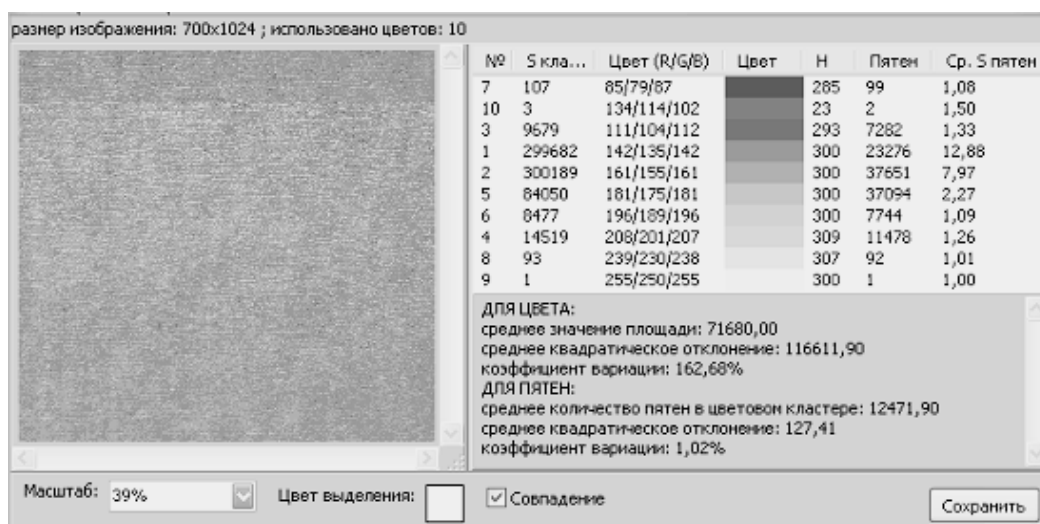 размер изображения: 700x1024 ; использовано цветов: 10
№ S кла... Цвет (R/G/B) Цвет H Пятен Ср. S пятен
7 107 85/79/87 285 99 1,08
10 3 134/114/102 23 2 1,50
3 9679 111/104/112 293 7282 1,33
1 299682 142/135/142 300 23276 12,88
2 300189 161/155/161 300 37651 7,97
5 84050 181/175/181 300 37094 2,27
6 8477 196/189/196 300 7744 1,09
4 14519 208/201/207 309 11478 1,26
8 93 239/230/238 307 92 1,01
9 1 255/250/255 300 1 1,00
ДЛЯ ЦВЕТА:
среднее значение площади: 71680,00
среднее квадратическое отклонение: 116611,90
коэффициент вариации: 162,68%
ДЛЯ ПЯТЕН:
среднее количество пятен в цветовом кластере: 12471,90
среднее квадратическое отклонение: 127,41
коэффициент вариации: 1,02%
Масштаб: 39% Цвет выделения: Совпадение Сохранить